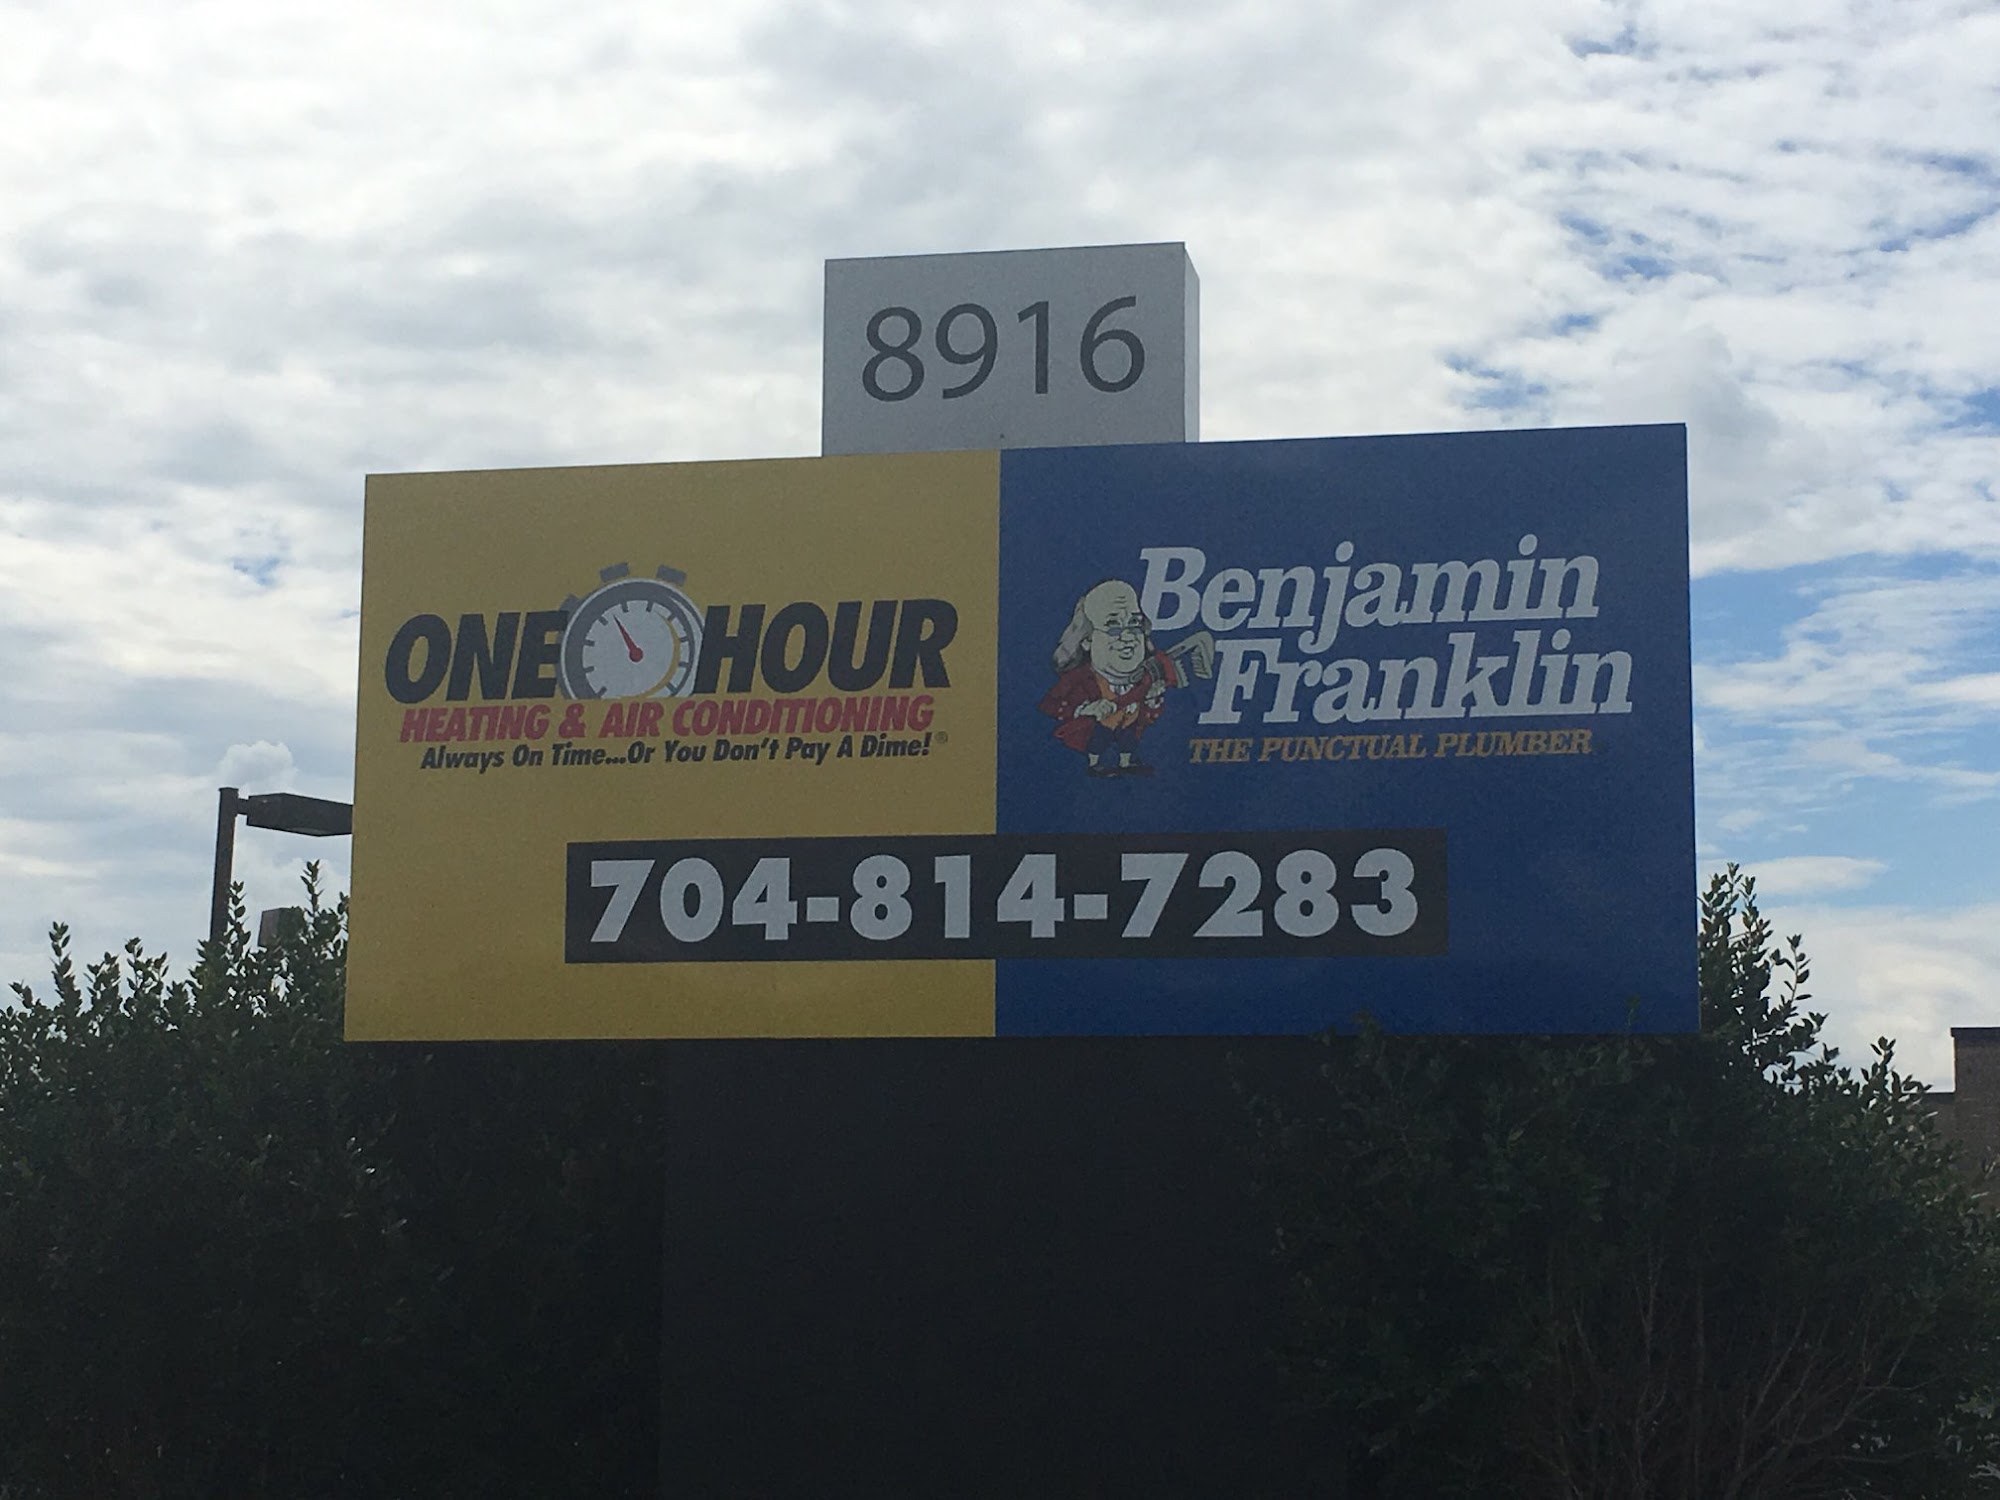 8916
ONE HOUR
HEATING & AIR CONDITIONING
Always On Time...Or You Don't Pay A Dime!®
Benjamin
Franklin
THE PUNCTUAL PLUMBER
704-814-7283